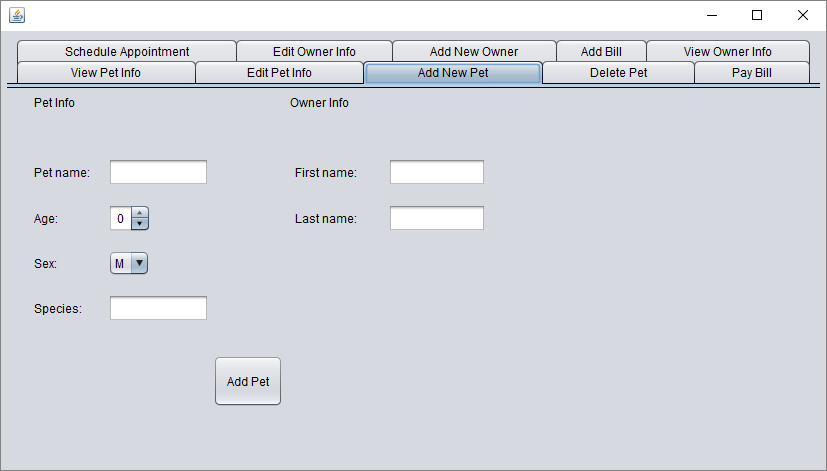 Schedule Appointment Edit Owner Info Add New Owner Add Bill View Owner Info
View Pet Info Edit Pet Info Add New Pet Delete Pet Pay Bill
Pet Info Owner Info
Pet name: First name:
Age: 0 Last name:
Sex: M
Species:
Add Pet